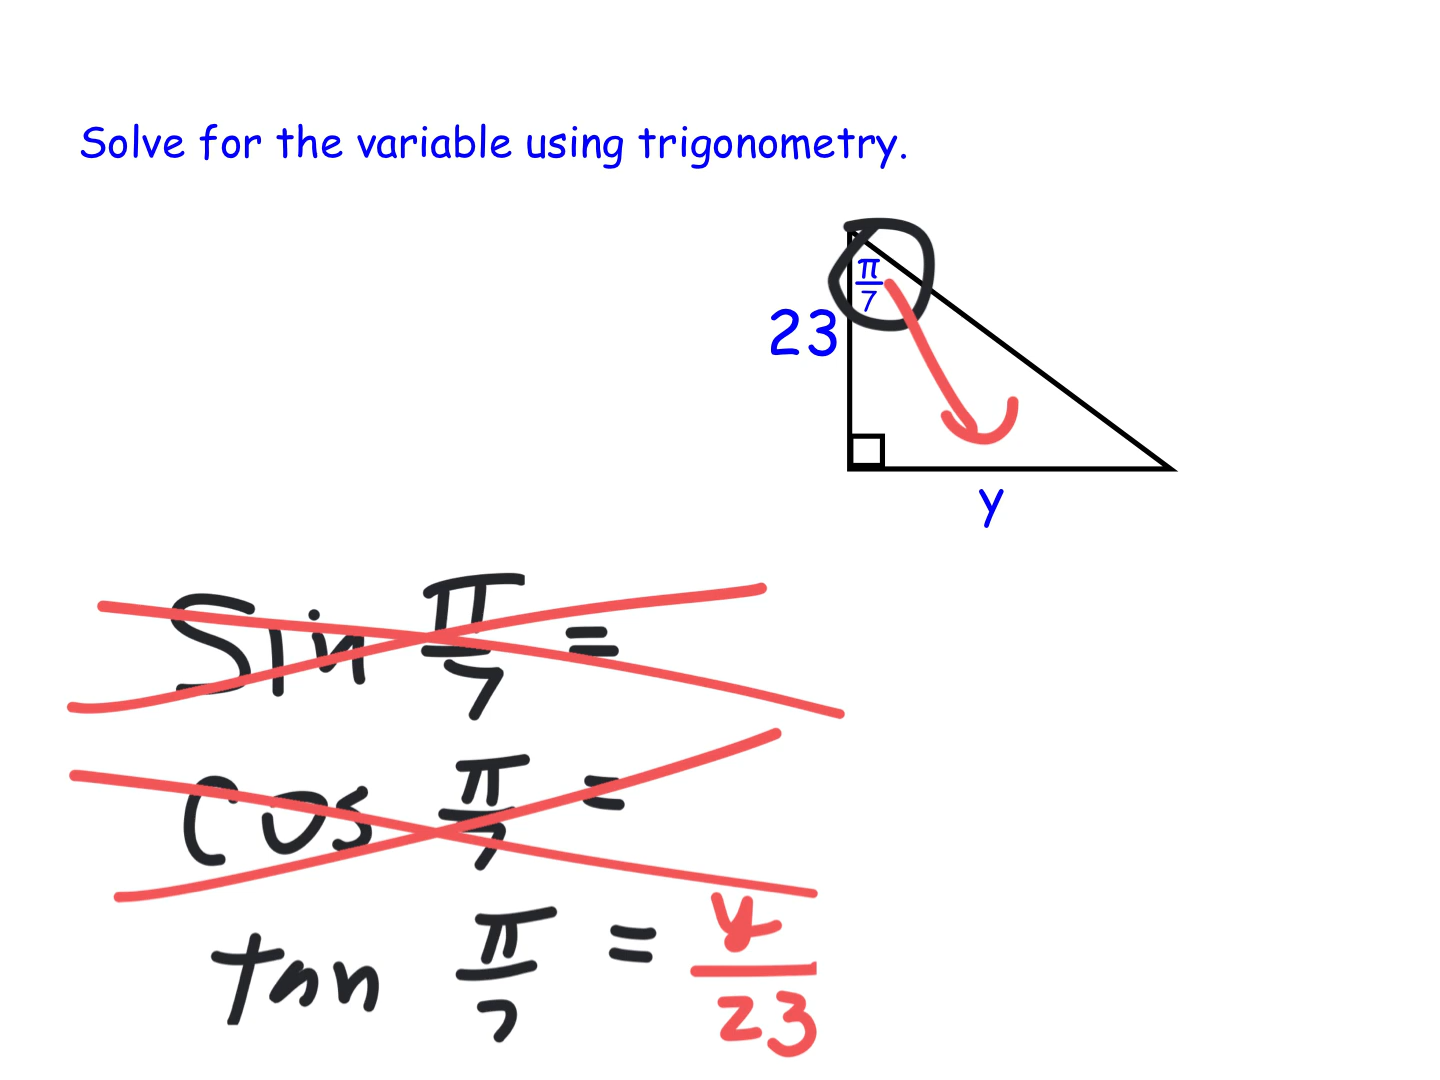 Solve for the variable using trigonometry.
π/7
23
y
Sin π/7 =
Cos π/7 =
tan π/7 = y/23